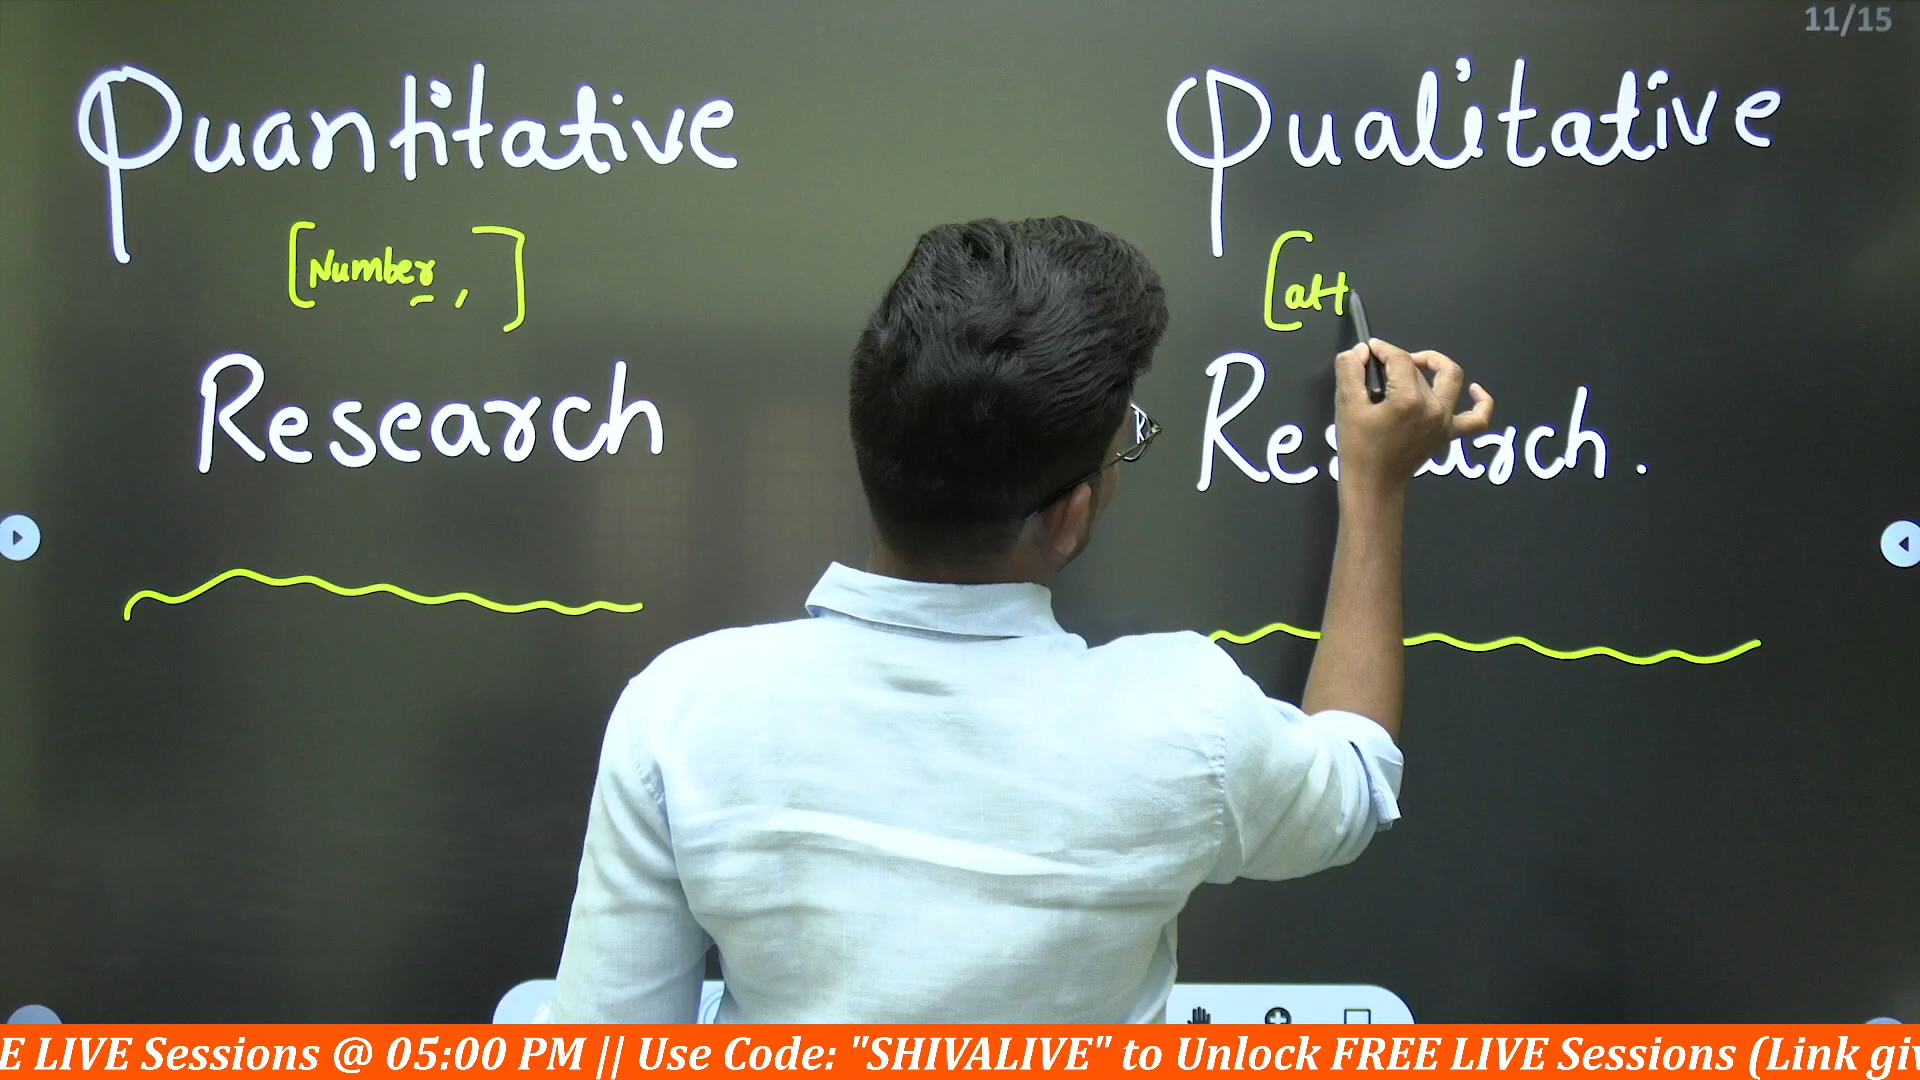 11/15
Quantitative
[Number, ]
Research
Qualitative
[att
Research.
E LIVE Sessions @ 05:00 PM || Use Code: "SHIVALIVE" to Unlock FREE LIVE Sessions (Link giv